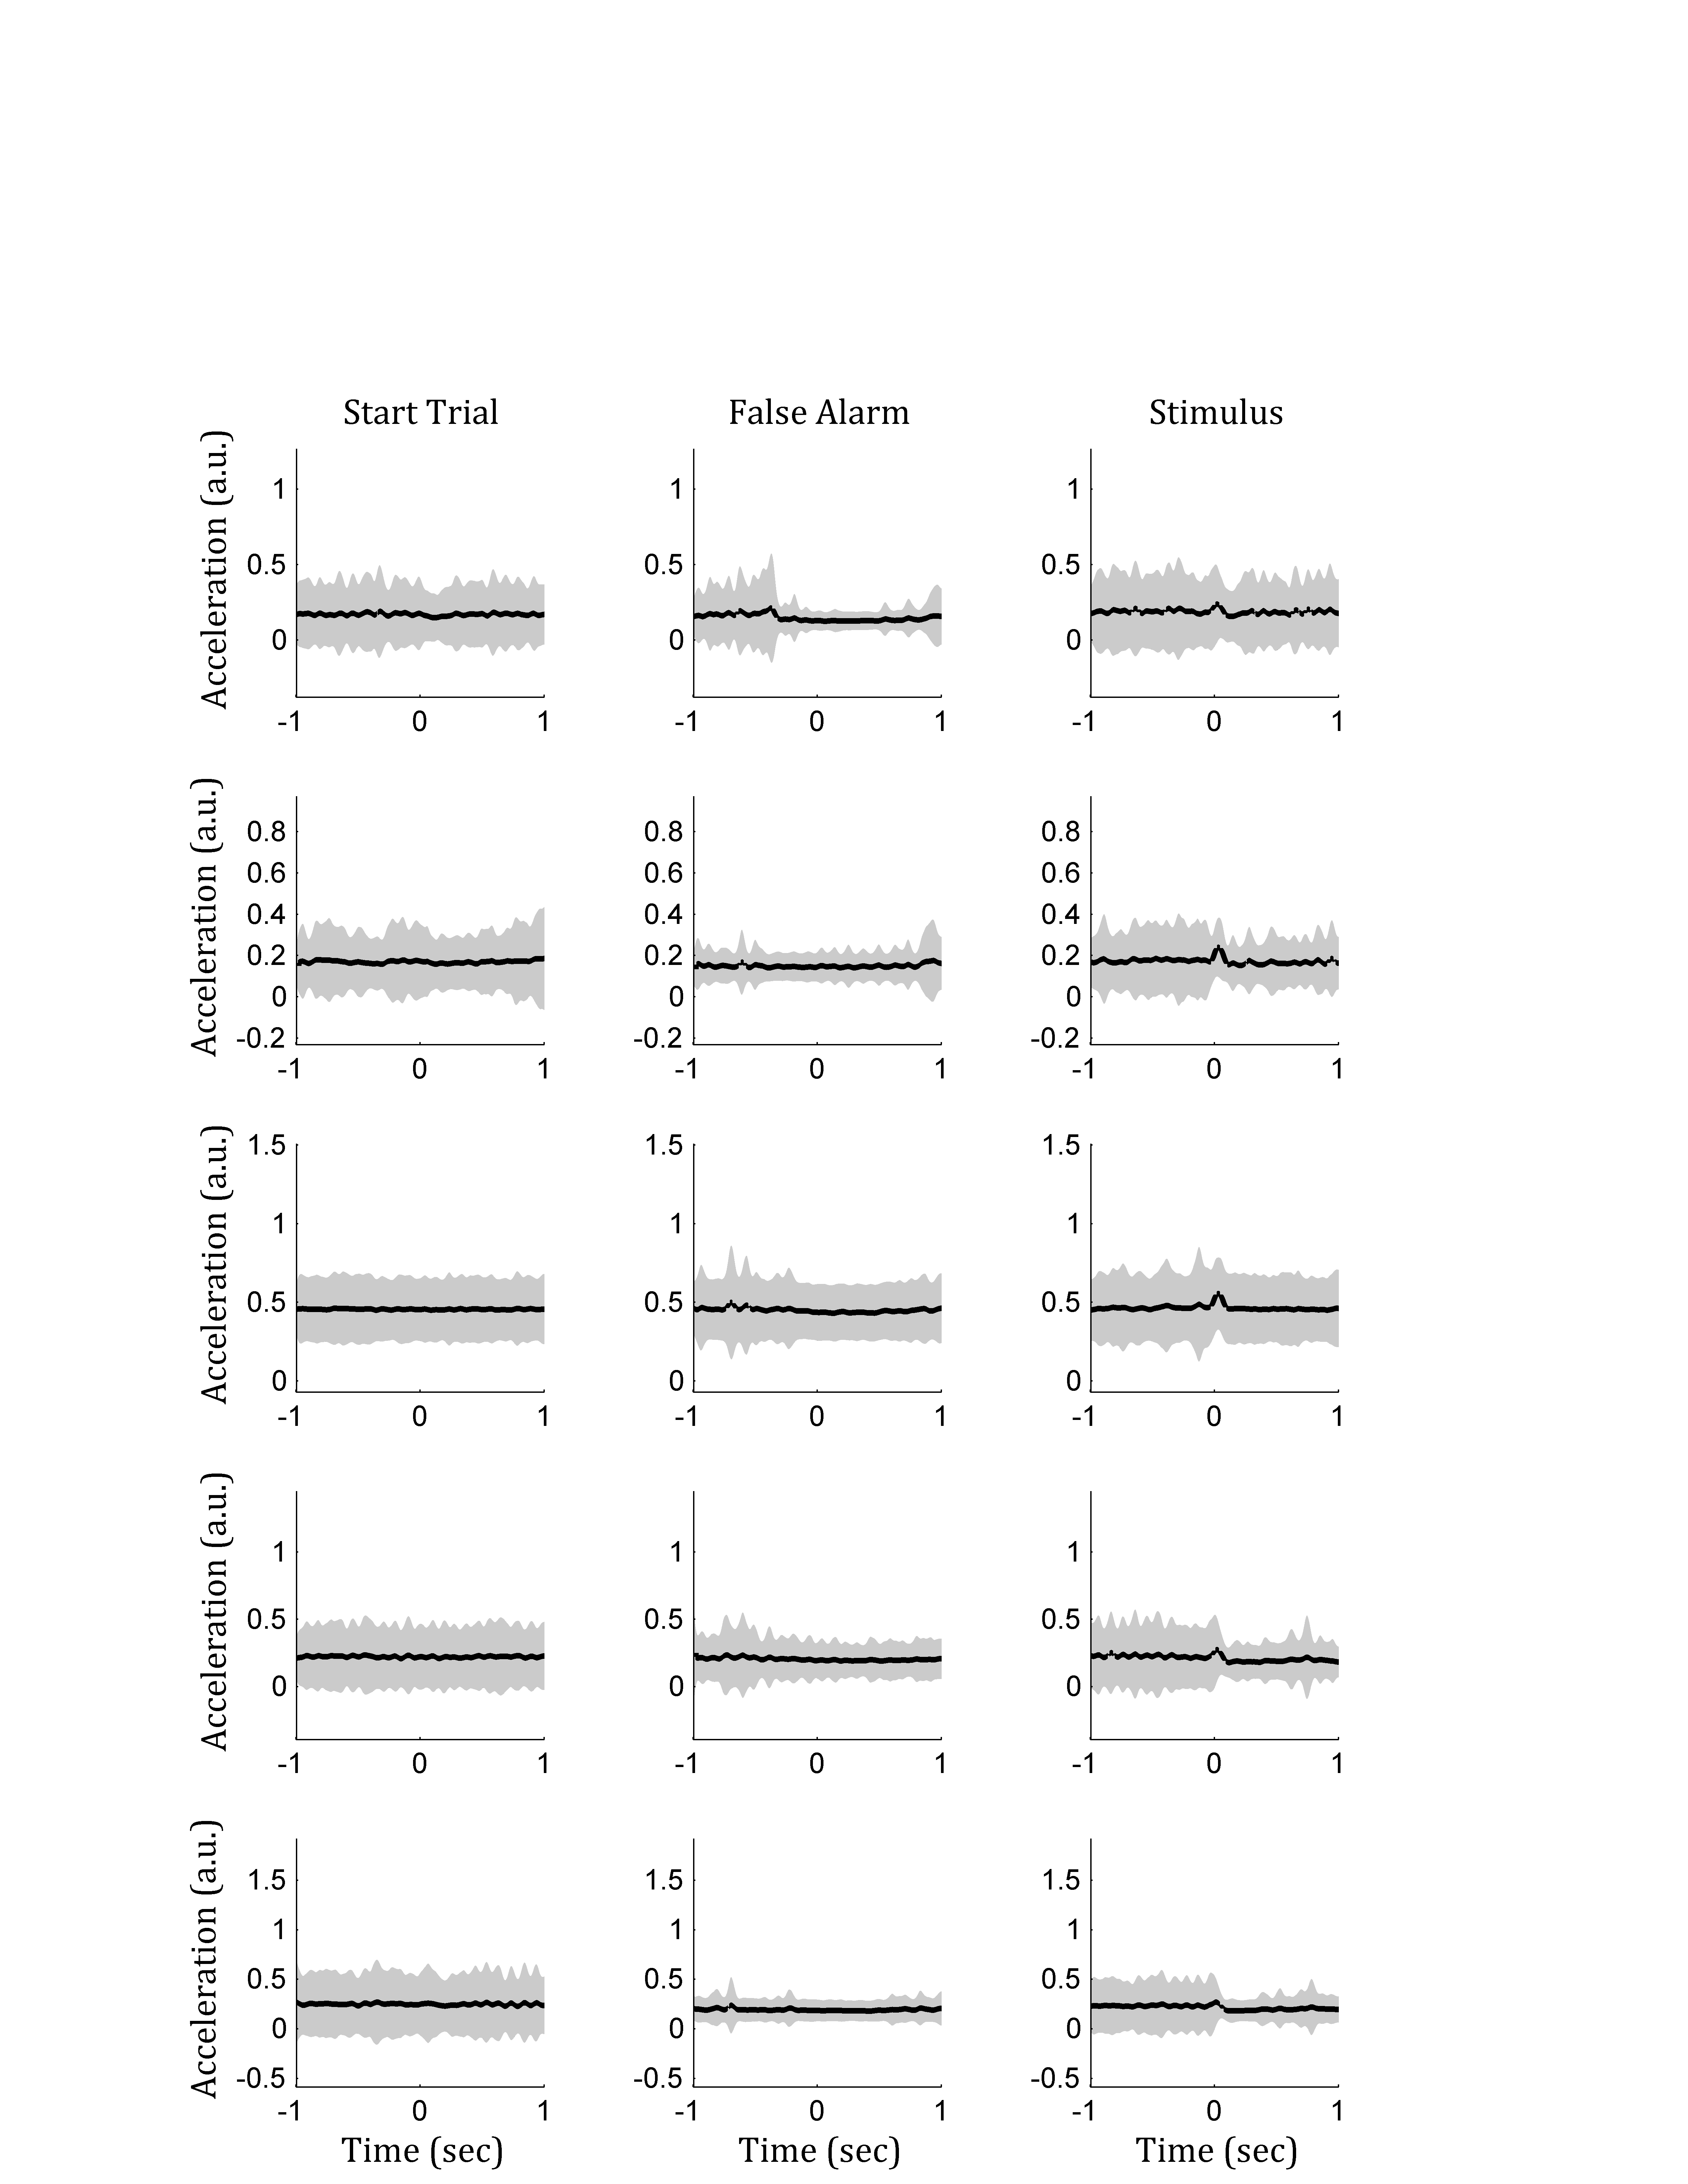 Start Trial False Alarm Stimulus
Acceleration (a.u.)
1 1 1
0.5 0.5 0.5
0 0 0
-1 0 1 -1 0 1 -1 0 1
Acceleration (a.u.)
0.8 0.8 0.8
0.6 0.6 0.6
0.4 0.4 0.4
0.2 0.2 0.2
0 0 0
-0.2 -0.2 -0.2
-1 0 1 -1 0 1 -1 0 1
Acceleration (a.u.)
1.5 1.5 1.5
1 1 1
0.5 0.5 0.5
0 0 0
-1 0 1 -1 0 1 -1 0 1
Acceleration (a.u.)
1 1 1
0.5 0.5 0.5
0 0 0
-1 0 1 -1 0 1 -1 0 1
Acceleration (a.u.)
1.5 1.5 1.5
1 1 1
0.5 0.5 0.5
0 0 0
-0.5 -0.5 -0.5
-1 0 1 -1 0 1 -1 0 1
Time (sec) Time (sec) Time (sec)